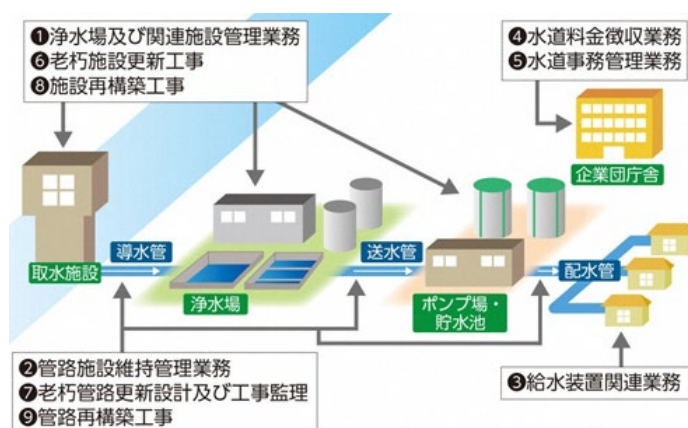 ❶浄水場及び関連施設管理業務
❻老朽施設更新工事
❽施設再構築工事
❹水道料金徴収業務
❺水道事務管理業務
企業団庁舎
導水管
送水管
配水管
取水施設
浄水場
ポンプ場・
貯水池
❷管路施設維持管理業務
❼老朽管路更新設計及び工事監理
❾管路再構築工事
❸給水装置関連業務